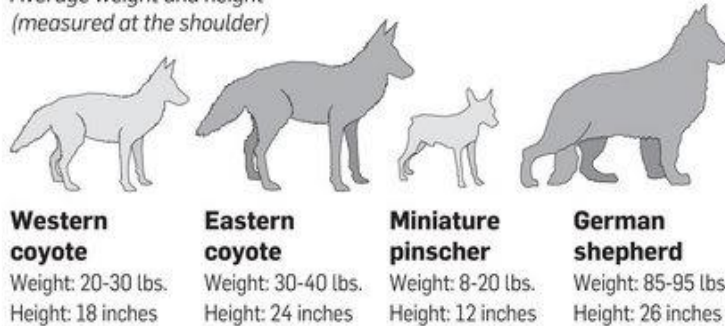 Average weight and height
(measured at the shoulder)
Western
coyote
Weight: 20-30 lbs.
Height: 18 inches
Eastern
coyote
Weight: 30-40 lbs.
Height: 24 inches
Miniature
pinscher
Weight: 8-20 lbs.
Height: 12 inches
German
shepherd
Weight: 85-95 lbs
Height: 26 inches